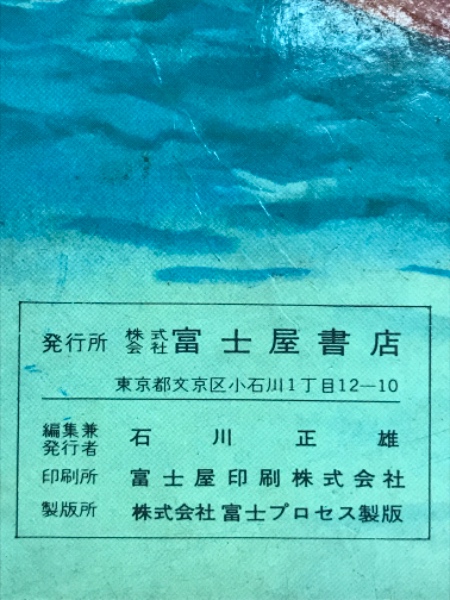 発行所 株式会社 富士屋書店
東京都文京区小石川1丁目12—10
編集兼発行者 石川正雄
印刷所 富士屋印刷株式会社
製版所 株式会社 富士プロセス製版